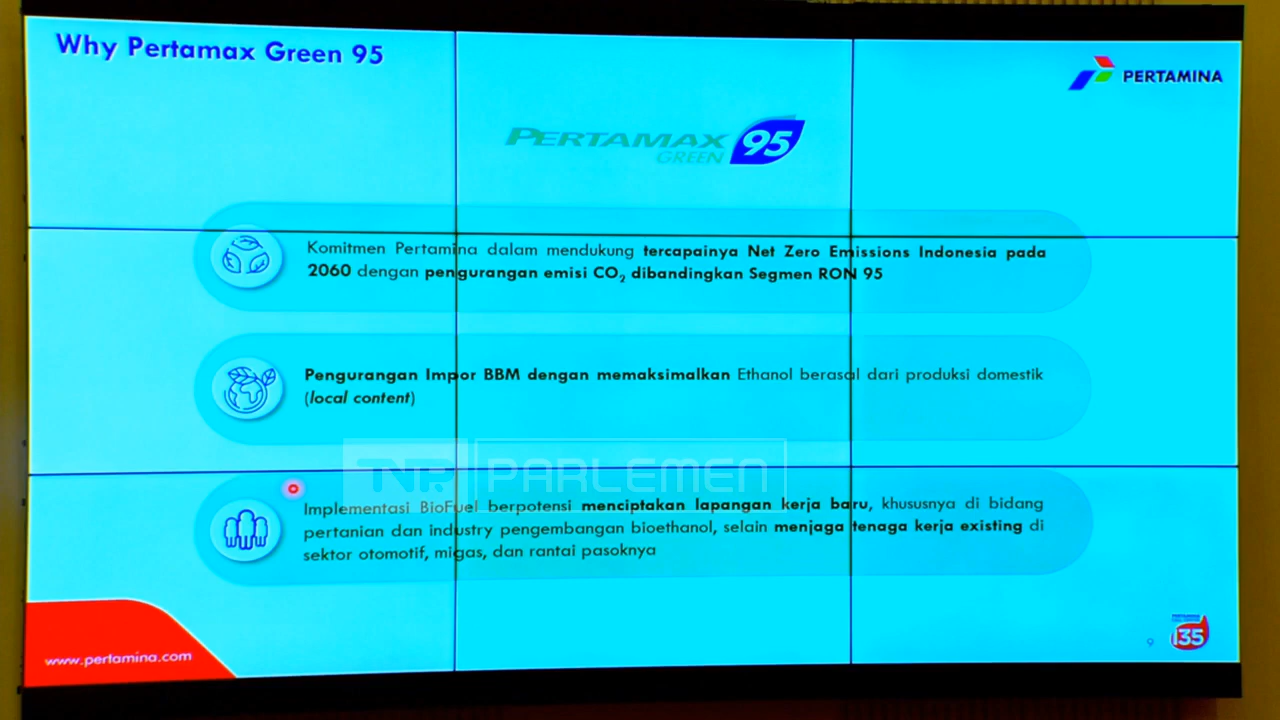 Why Pertamax Green 95
PERTAMINA
PERTAMAX
GREEN
95
Komitmen Pertamina dalam mendukung tercapainya Net Zero Emissions Indonesia pada
2060 dengan pengurangan emisi CO₂ dibandingkan Segmen RON 95
Pengurangan Impor BBM dengan memaksimalkan Ethanol berasal dari produksi domestik
(local content)
PARLEMEN
Implementasi BioFuel berpotensi menciptakan lapangan kerja baru, khususnya di bidang
pertanian dan industry pengembangan bioethanol, selain menjaga tenaga kerja existing di
sektor otomotif, migas, dan rantai pasoknya
www.pertamina.com
9
135